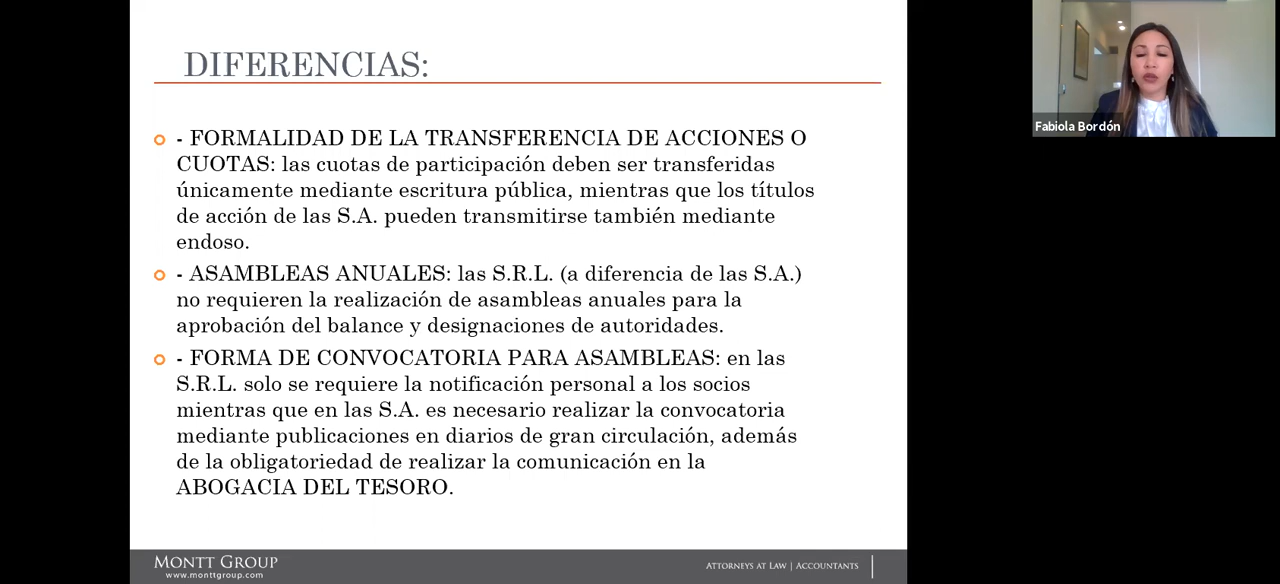 DIFERENCIAS:
- FORMALIDAD DE LA TRANSFERENCIA DE ACCIONES O
CUOTAS: las cuotas de participación deben ser transferidas
únicamente mediante escritura pública, mientras que los títulos
de acción de las S.A. pueden transmitirse también mediante
endoso.
- ASAMBLEAS ANUALES: las S.R.L. (a diferencia de las S.A.)
no requieren la realización de asambleas anuales para la
aprobación del balance y designaciones de autoridades.
- FORMA DE CONVOCATORIA PARA ASAMBLEAS: en las
S.R.L. solo se requiere la notificación personal a los socios
mientras que en las S.A. es necesario realizar la convocatoria
mediante publicaciones en diarios de gran circulación, además
de la obligatoriedad de realizar la comunicación en la
ABOGACIA DEL TESORO.
MONTT GROUP
www.monttgroup.com
ATTORNEYS AT LAW | ACCOUNTANTS
Fabiola Bordón